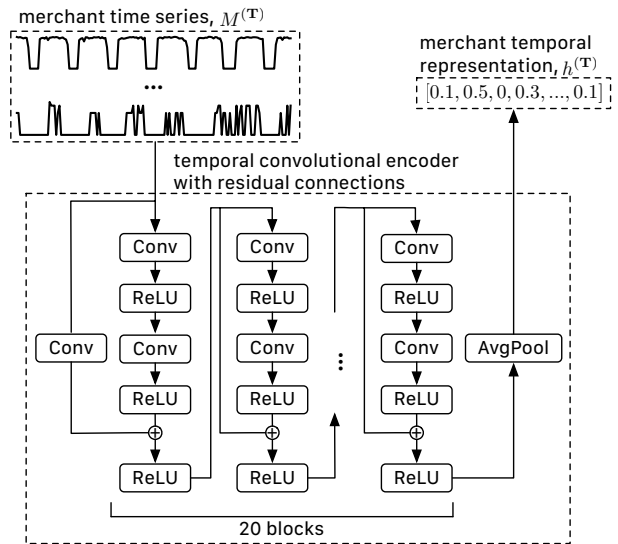 merchant time series, M^(T)
...
merchant temporal
representation, h^(T)
[0.1, 0.5, 0, 0.3, ..., 0.1]
temporal convolutional encoder
with residual connections
Conv Conv Conv
ReLU ReLU ReLU
Conv Conv Conv Conv AvgPool
ReLU ReLU ReLU
+ + +
ReLU ReLU ReLU
20 blocks